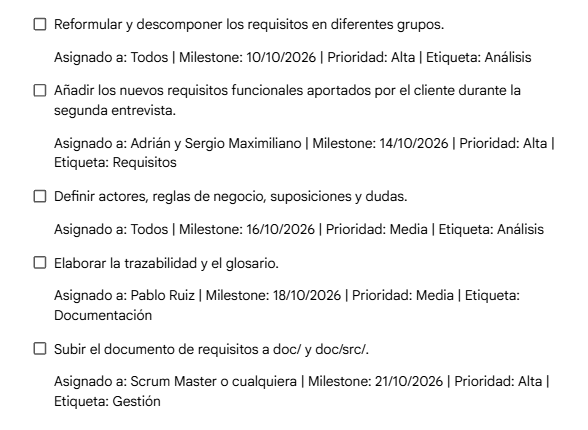 Reformular y descomponer los requisitos en diferentes grupos.
Asignado a: Todos | Milestone: 10/10/2026 | Prioridad: Alta | Etiqueta: Análisis
Añadir los nuevos requisitos funcionales aportados por el cliente durante la
segunda entrevista.
Asignado a: Adrián y Sergio Maximiliano | Milestone: 14/10/2026 | Prioridad: Alta |
Etiqueta: Requisitos
Definir actores, reglas de negocio, suposiciones y dudas.
Asignado a: Todos | Milestone: 16/10/2026 | Prioridad: Media | Etiqueta: Análisis
Elaborar la trazabilidad y el glosario.
Asignado a: Pablo Ruiz | Milestone: 18/10/2026 | Prioridad: Media | Etiqueta:
Documentación
Subir el documento de requisitos a doc/ y doc/src/.
Asignado a: Scrum Master o cualquiera | Milestone: 21/10/2026 | Prioridad: Alta |
Etiqueta: Gestión